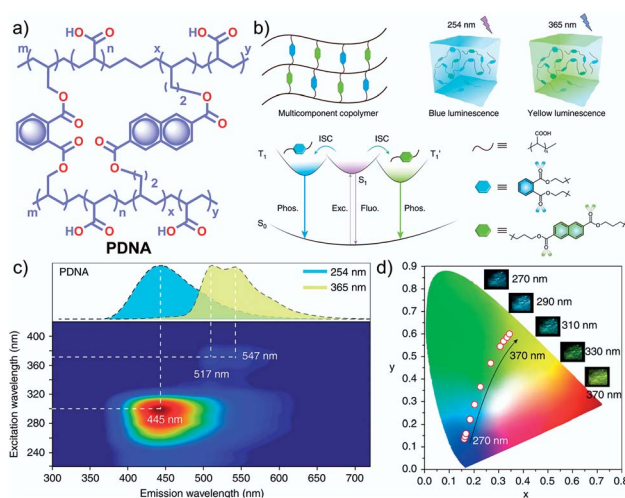 a)
HO
O
O
OH
m
n
x
y
2
O
O
O
O
O
O
O
O
2
m
n
x
y
HO
O
O
OH
PDNA
b)
254 nm
365 nm
Multicomponent copolymer
Blue luminescence
Yellow luminescence
T₁
ISC
ISC
T₁'
S₁
Phos.
Exc.
Fluo.
Phos.
S₀
COOH
c)
PDNA
254 nm
365 nm
Excitation wavelength (nm)
400
360
320
280
240
547 nm
517 nm
445 nm
300
400
500
600
700
Emission wavelength (nm)
d)
y
0.9
0.8
0.7
0.6
0.5
0.4
0.3
0.2
0.1
0.0
270 nm
290 nm
310 nm
330 nm
370 nm
370 nm
270 nm
0.0 0.1 0.2 0.3 0.4 0.5 0.6 0.7 0.8
x